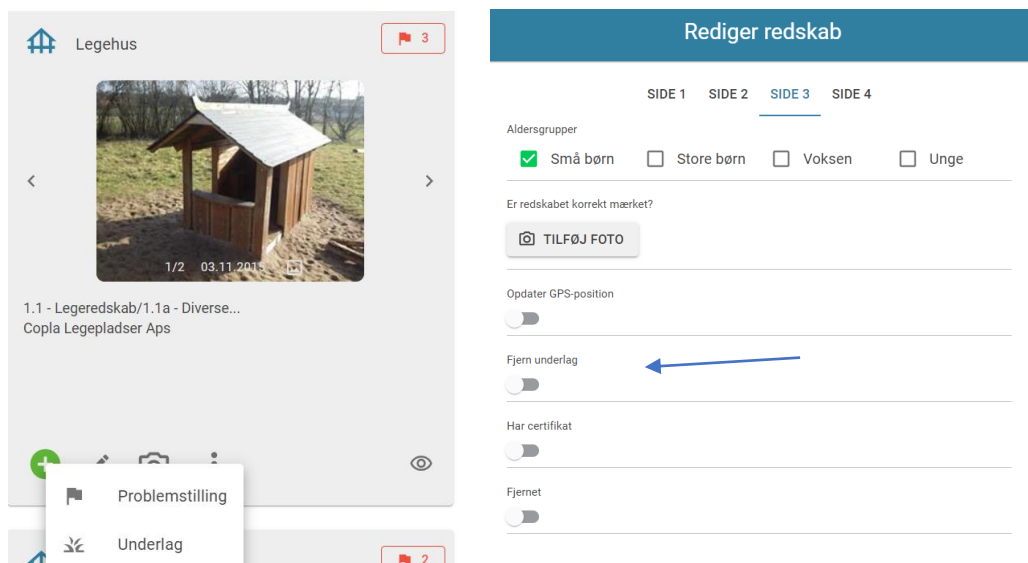 Legehus
3
1/2 03.11.2015
1.1 - Legeredskab/1.1a - Diverse...
Copla Legepladser Aps
Problemstilling
Underlag
2
Rediger redskab
SIDE 1 SIDE 2 SIDE 3 SIDE 4
Aldersgrupper
Små børn Store børn Voksen Unge
Er redskabet korrekt mærket?
TILFØJ FOTO
Opdater GPS-position
Fjern underlag
Har certifikat
Fjernet